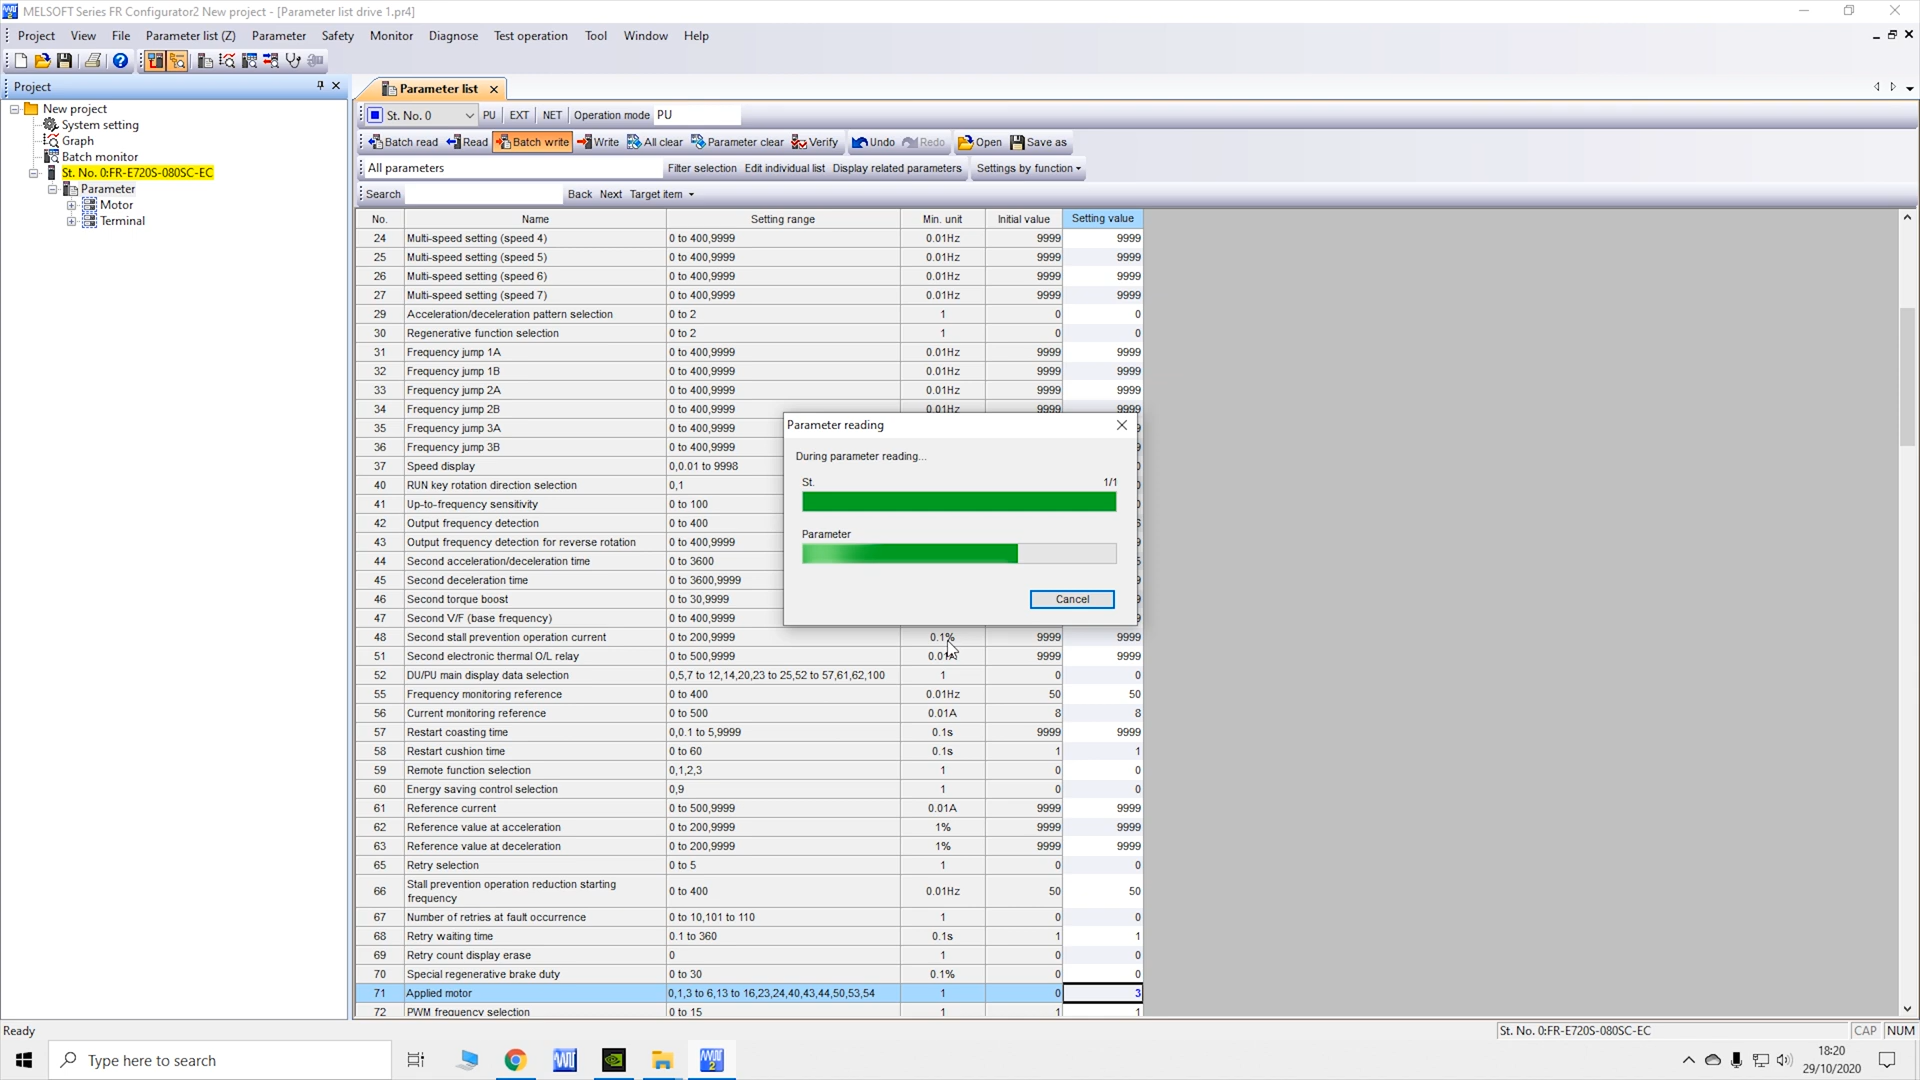 MELSOFT Series FR Configurator2 New project - [Parameter list drive 1.pr4]
Project View File Parameter list (Z) Parameter Safety Monitor Diagnose Test operation Tool Window Help
Project
New project
System setting
Graph
Batch monitor
St. No. 0:FR-E720S-080SC-EC
Parameter
Motor
Terminal
Parameter list
St. No. 0 PU EXT NET Operation mode PU
Batch read Read Batch write Write All clear Parameter clear Verify Undo Redo Open Save as
All parameters Filter selection Edit individual list Display related parameters Settings by function
Search Back Next Target item
No. Name Setting range Min. unit Initial value Setting value
24 Multi-speed setting (speed 4) 0 to 400,9999 0.01Hz 9999 9999
25 Multi-speed setting (speed 5) 0 to 400,9999 0.01Hz 9999 9999
26 Multi-speed setting (speed 6) 0 to 400,9999 0.01Hz 9999 9999
27 Multi-speed setting (speed 7) 0 to 400,9999 0.01Hz 9999 9999
29 Acceleration/deceleration pattern selection 0 to 2 1 0 0
30 Regenerative function selection 0 to 2 1 0 0
31 Frequency jump 1A 0 to 400,9999 0.01Hz 9999 9999
32 Frequency jump 1B 0 to 400,9999 0.01Hz 9999 9999
33 Frequency jump 2A 0 to 400,9999 0.01Hz 9999 9999
34 Frequency jump 2B 0 to 400,9999 0.01Hz 9999 9999
35 Frequency jump 3A 0 to 400,9999
36 Frequency jump 3B 0 to 400,9999
37 Speed display 0,0.01 to 9998
40 RUN key rotation direction selection 0,1
41 Up-to-frequency sensitivity 0 to 100
42 Output frequency detection 0 to 400
43 Output frequency detection for reverse rotation 0 to 400,9999
44 Second acceleration/deceleration time 0 to 3600
45 Second deceleration time 0 to 3600,9999
46 Second torque boost 0 to 30,9999
47 Second V/F (base frequency) 0 to 400,9999
48 Second stall prevention operation current 0 to 200,9999 0.1% 9999 9999
51 Second electronic thermal O/L relay 0 to 500,9999 0.01A 9999 9999
52 DU/PU main display data selection 0,5,7 to 12,14,20,23 to 25,52 to 57,61,62,100 1 0 0
55 Frequency monitoring reference 0 to 400 0.01Hz 50 50
56 Current monitoring reference 0 to 500 0.01A 8 8
57 Restart coasting time 0,0.1 to 5,9999 0.1s 9999 9999
58 Restart cushion time 0 to 60 0.1s 1 1
59 Remote function selection 0,1,2,3 1 0 0
60 Energy saving control selection 0,9 1 0 0
61 Reference current 0 to 500,9999 0.01A 9999 9999
62 Reference value at acceleration 0 to 200,9999 1% 9999 9999
63 Reference value at deceleration 0 to 200,9999 1% 9999 9999
65 Retry selection 0 to 5 1 0 0
66 Stall prevention operation reduction starting frequency 0 to 400 0.01Hz 50 50
67 Number of retries at fault occurrence 0 to 10,101 to 110 1 0 0
68 Retry waiting time 0.1 to 360 0.1s 1 1
69 Retry count display erase 0 1 0 0
70 Special regenerative brake duty 0 to 30 0.1% 0 0
71 Applied motor 0,1,3 to 6,13 to 16,23,24,40,43,44,50,53,54 1 0 3
72 PWM frequency selection 0 to 15 1 1 1
Parameter reading
During parameter reading...
St. 1/1
Parameter
Cancel
Ready St. No. 0:FR-E720S-080SC-EC CAP NUM
Type here to search
18:20
29/10/2020